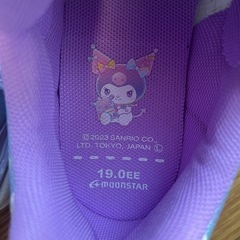 © 2023 SANRIO CO.,
LTD. TOKYO, JAPAN Ⓛ
19.0EE
MOONSTAR